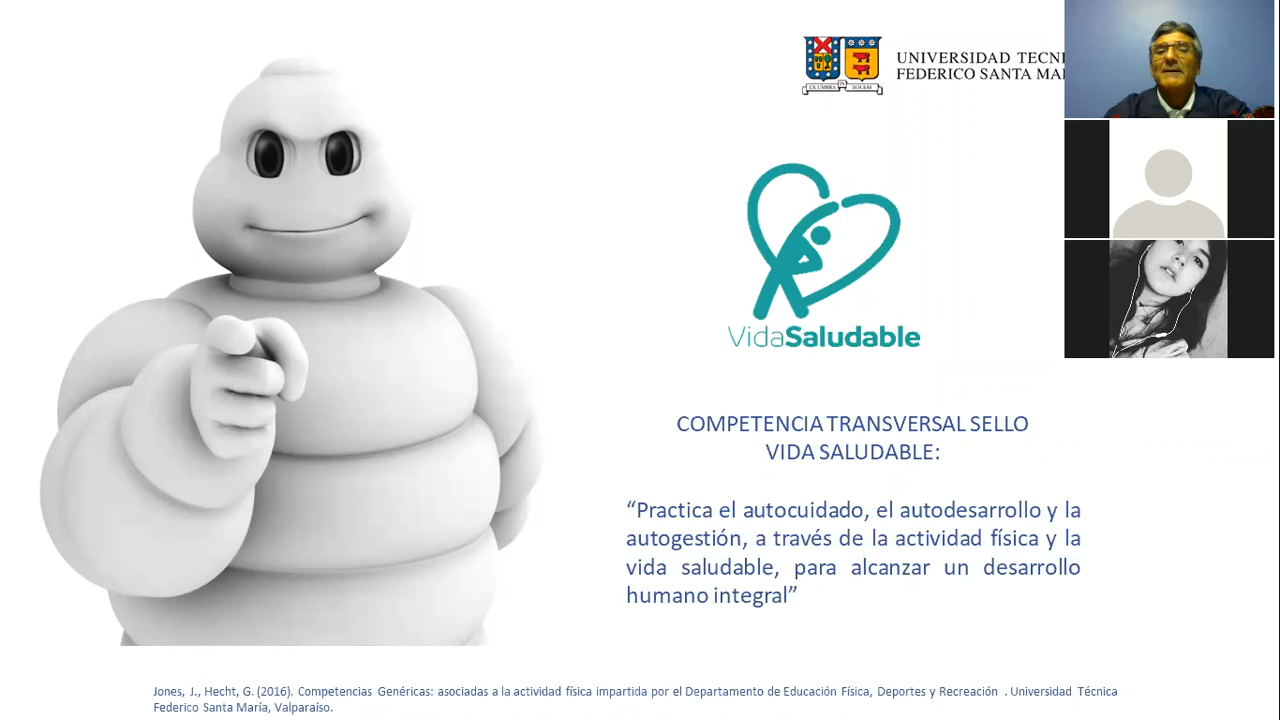 UNIVERSIDAD TÉCNI
FEDERICO SANTA MAR
EX UMBRA IN SOLEM
VidaSaludable
COMPETENCIA TRANSVERSAL SELLO
VIDA SALUDABLE:
“Practica el autocuidado, el autodesarrollo y la
autogestión, a través de la actividad física y la
vida saludable, para alcanzar un desarrollo
humano integral”
Jones, J., Hecht, G. (2016). Competencias Genéricas: asociadas a la actividad física impartida por el Departamento de Educación Física, Deportes y Recreación . Universidad Técnica
Federico Santa María, Valparaíso.